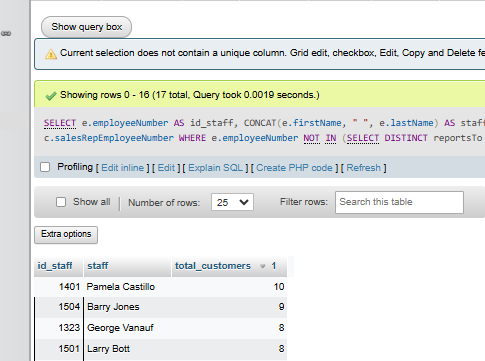 Show query box
Current selection does not contain a unique column. Grid edit, checkbox, Edit, Copy and Delete
Showing rows 0 - 16 (17 total, Query took 0.0019 seconds.)
SELECT e.employeeNumber AS id_staff, CONCAT(e.firstName, " ", e.lastName) AS
c.salesRepEmployeeNumber WHERE e.employeeNumber NOT IN (SELECT DISTINCT reportsTo
Profiling [ Edit inline ] [ Edit ] [ Explain SQL ] [ Create PHP code ] [ Refresh ]
Show all Number of rows: 25 Filter rows: Search this table
Extra options
id_staff staff total_customers 1
1401 Pamela Castillo 10
1504 Barry Jones 9
1323 George Vanauf 8
1501 Larry Bott 8